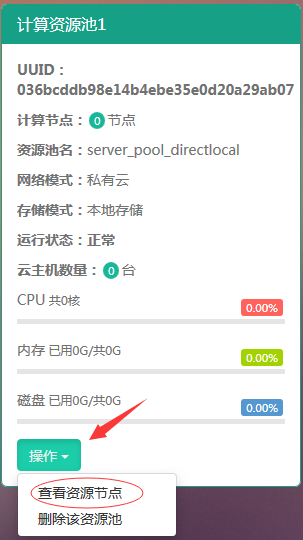 计算资源池1
UUID：
036bcddb98e14b4ebe35e0d20a29ab07
计算节点： 0 节点
资源池名：server_pool_directlocal
网络模式：私有云
存储模式：本地存储
运行状态：正常
云主机数量： 0 台
CPU 共0核
0.00%
内存 已用0G/共0G
0.00%
磁盘 已用0G/共0G
0.00%
操作
查看资源节点
删除该资源池